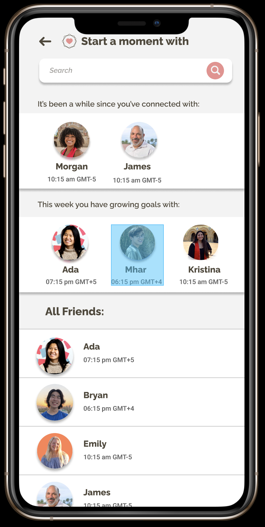 Start a moment with
Search
It's been a while since you've connected with:
Morgan
James
10:15 am GMT-5
10:15 am GMT-5
This week you have growing goals with:
Ada
Mhar
Kristina
07:15 pm GMT+5
06:15 pm GMT+4
10:15 am GMT-5
All Friends:
Ada
07:15 pm GMT+5
Bryan
06:15 pm GMT+4
Emily
10:15 am GMT-5
James
10:15 am GMT-5